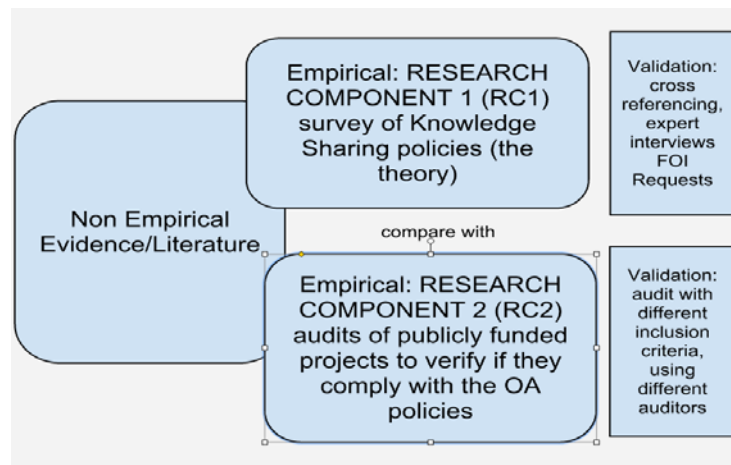 Non Empirical
Evidence/Literature
Empirical: RESEARCH
COMPONENT 1 (RC1)
survey of Knowledge
Sharing policies (the
theory)
Validation:
cross
referencing,
expert
interviews
FOI
Requests
compare with
Empirical: RESEARCH
COMPONENT 2 (RC2)
audits of publicly funded
projects to verify if they
comply with the OA
policies
Validation:
audit with
different
inclusion
criteria,
using
different
auditors